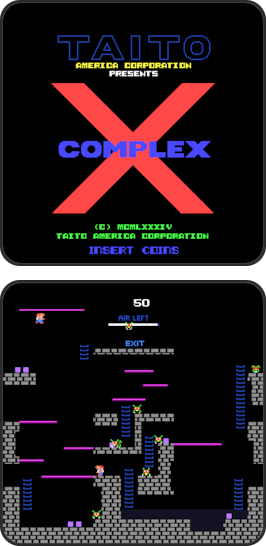 TAITO
AMERICA CORPORATION
PRESENTS
X
COMPLEX
(C) MCMLXXXIV
TAITO AMERICA CORPORATION
INSERT COINS
50
AIR LEFT
EXIT